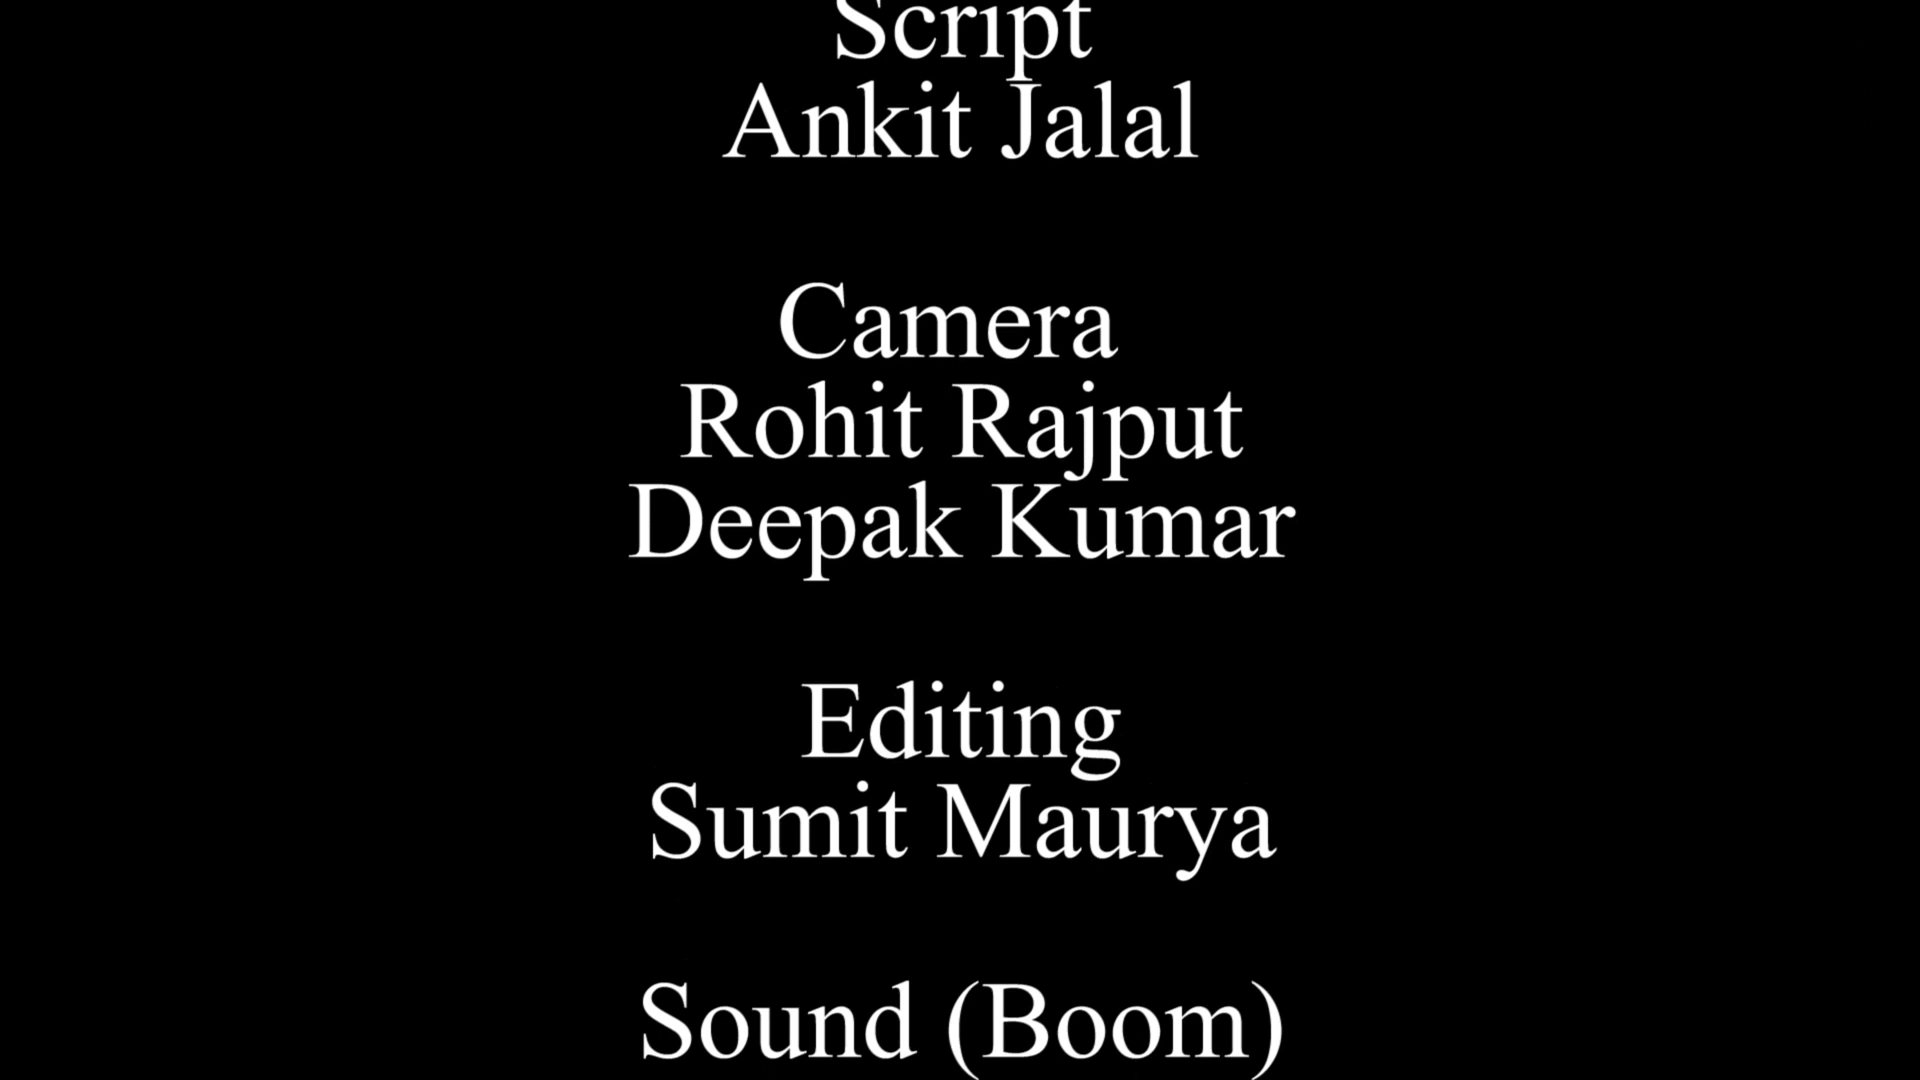 Script
Ankit Jalal
Camera
Rohit Rajput
Deepak Kumar
Editing
Sumit Maurya
Sound (Boom)